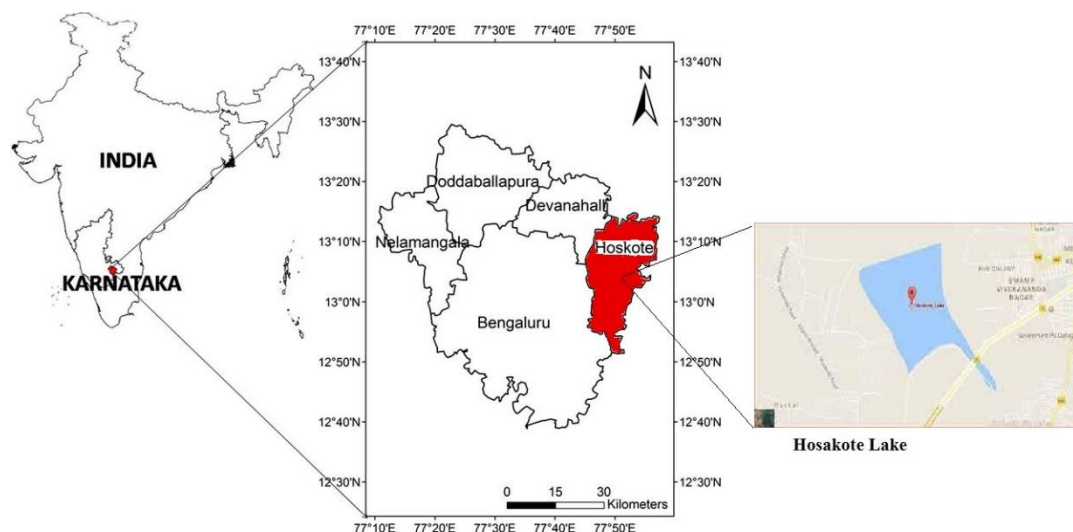 INDIA
KARNATAKA
77°10'E 77°20'E 77°30'E 77°40'E 77°50'E
13°40'N
13°30'N
13°20'N
13°10'N
13°0'N
12°50'N
12°40'N
12°30'N
N
Doddaballapura
Devanahalli
Nelamangala
Hoskote
Bengaluru
0 15 30
Kilometers
13°40'N
13°30'N
13°20'N
13°10'N
13°0'N
12°50'N
12°40'N
12°30'N
77°10'E 77°20'E 77°30'E 77°40'E 77°50'E
NAGAR
SWAMY
VIVEKANANDA
NAGAR
Hosakote Lake
Hosakote Lake